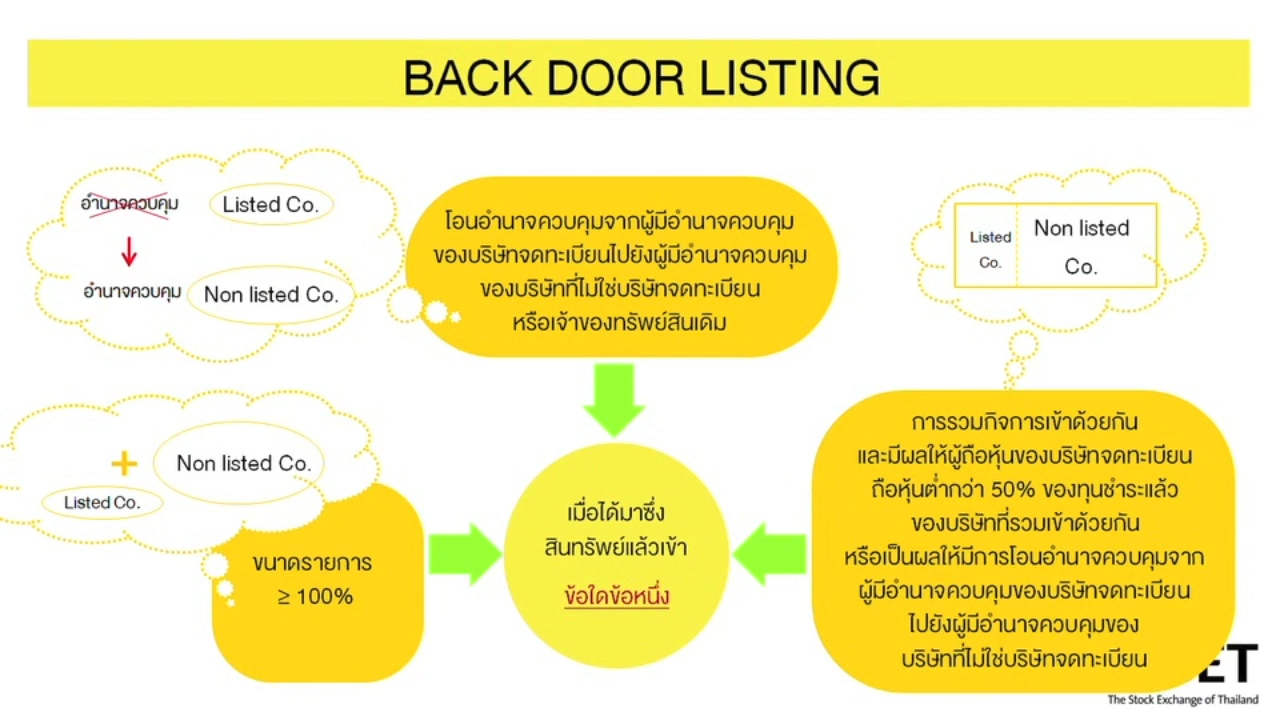 BACK DOOR LISTING
อำนาจควบคุม
Listed Co.
อำนาจควบคุม
Non listed Co.
โอนอำนาจควบคุมจากผู้มีอำนาจควบคุม
ของบริษัทจดทะเบียนไปยังผู้มีอำนาจควบคุม
ของบริษัทที่ไม่ใช่บริษัทจดทะเบียน
หรือเจ้าของทรัพย์สินเดิม
Listed
Co.
Non listed
Co.
+
Non listed Co.
Listed Co.
ขนาดรายการ
≥ 100%
เมื่อได้มาซึ่ง
สินทรัพย์แล้วเข้า
ข้อใดข้อหนึ่ง
การรวมกิจการเข้าด้วยกัน
และมีผลให้ผู้ถือหุ้นของบริษัทจดทะเบียน
ถือหุ้นต่ำกว่า 50% ของทุนชำระแล้ว
ของบริษัทที่รวมเข้าด้วยกัน
หรือเป็นผลให้มีการโอนอำนาจควบคุมจาก
ผู้มีอำนาจควบคุมของบริษัทจดทะเบียน
ไปยังผู้มีอำนาจควบคุมของ
บริษัทที่ไม่ใช่บริษัทจดทะเบียน
ET
The Stock Exchange of Thailand